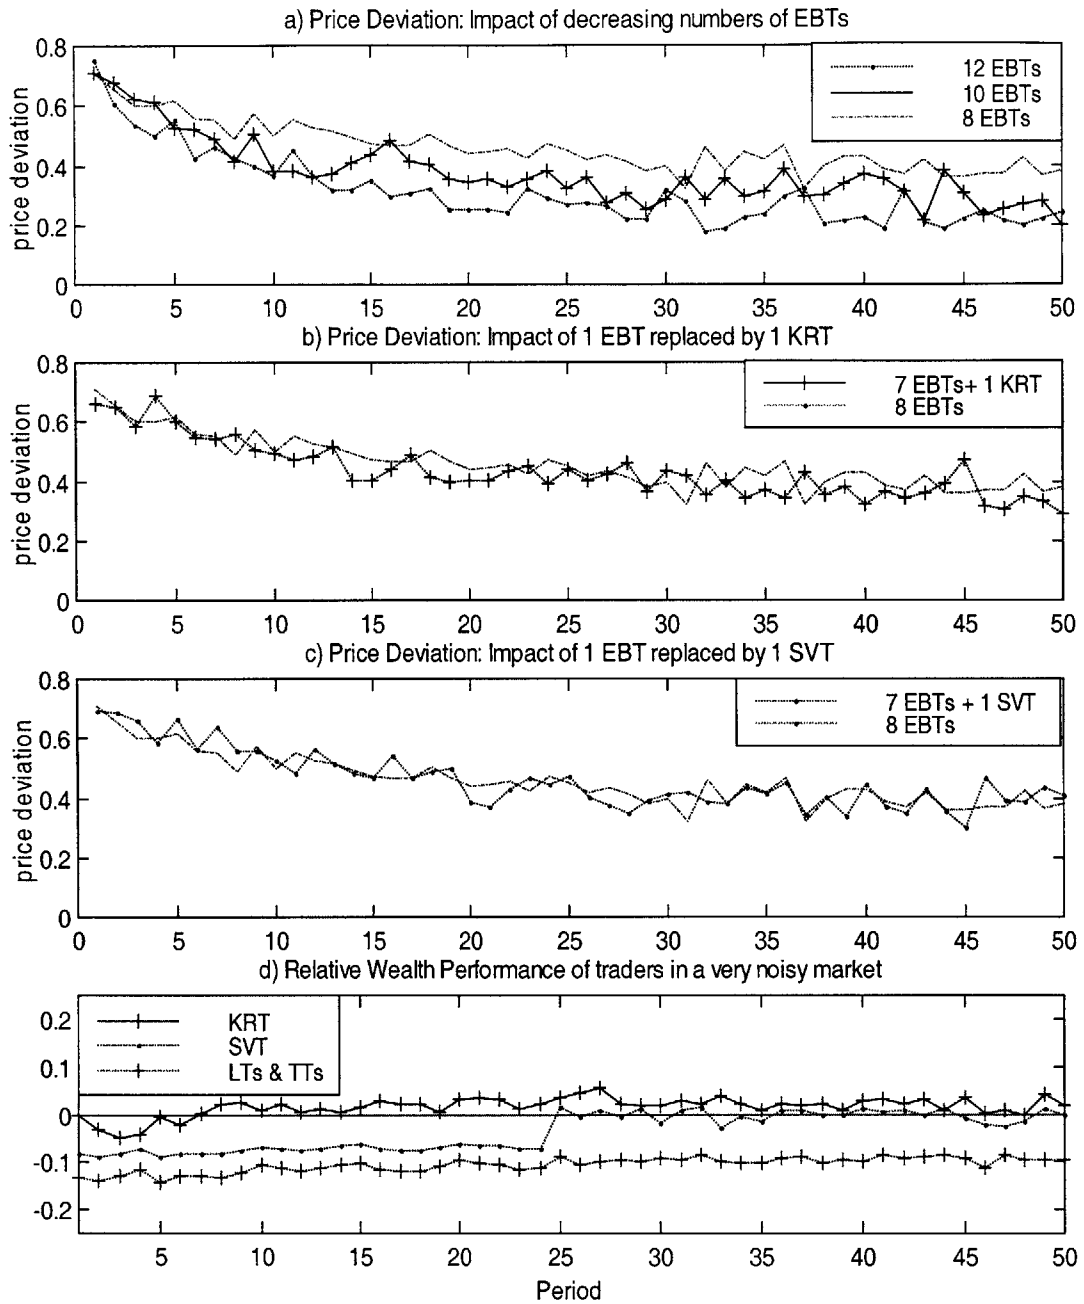 a) Price Deviation: Impact of decreasing numbers of EBTs
0.8
0.6
0.4
0.2
0
price deviation
12 EBTs
10 EBTs
8 EBTs
0 5 10 15 20 25 30 35 40 45 50
b) Price Deviation: Impact of 1 EBT replaced by 1 KRT
0.8
0.6
0.4
0.2
0
price deviation
7 EBTs+ 1 KRT
8 EBTs
0 5 10 15 20 25 30 35 40 45 50
c) Price Deviation: Impact of 1 EBT replaced by 1 SVT
0.8
0.6
0.4
0.2
0
price deviation
7 EBTs + 1 SVT
8 EBTs
0 5 10 15 20 25 30 35 40 45 50
d) Relative Wealth Performance of traders in a very noisy market
0.2
0.1
0
-0.1
-0.2
KRT
SVT
LTs & TTs
5 10 15 20 25 30 35 40 45 50
Period